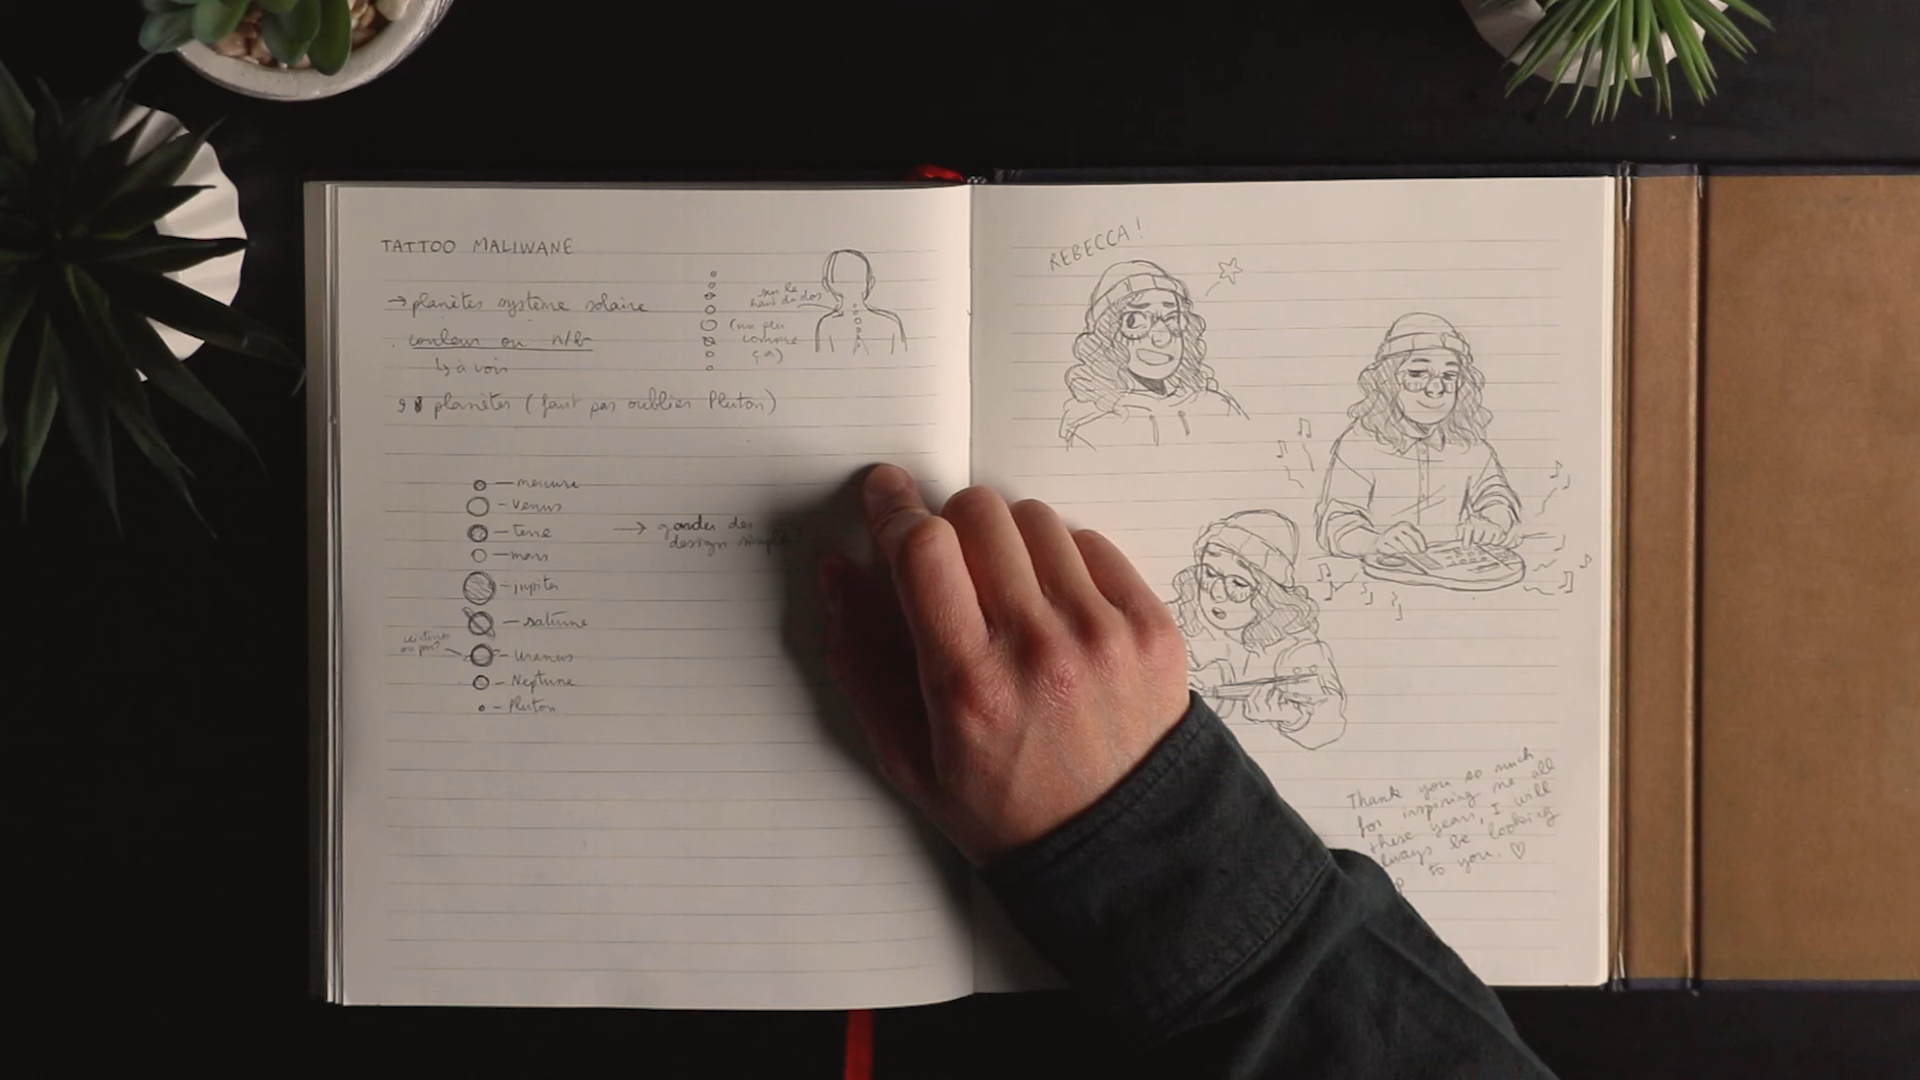 TATTOO MALIWANE
→ planètes système solaire
couleur ou n/b
↳ à voir
sur le
haut du dos
(un peu
comme
ça)
9 planètes (faut pas oublier Pluton)
mercure
Venus
terre
mars
jupiter
saturne
ou pas?
Uranus
Neptune
Pluton
→ garder des
design simple
REBECCA!
Thank you so much
for inspiring me all
these years, I will
always be looking
up to you. ♡